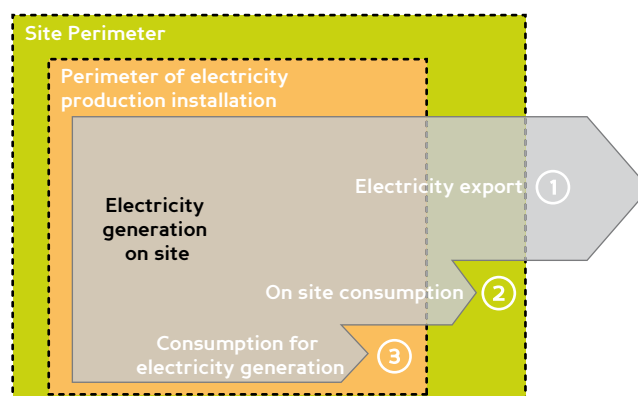 Site Perimeter
Perimeter of electricity
production installation
Electricity export 1
Electricity
generation
on site
On site consumption 2
Consumption for
electricity generation 3